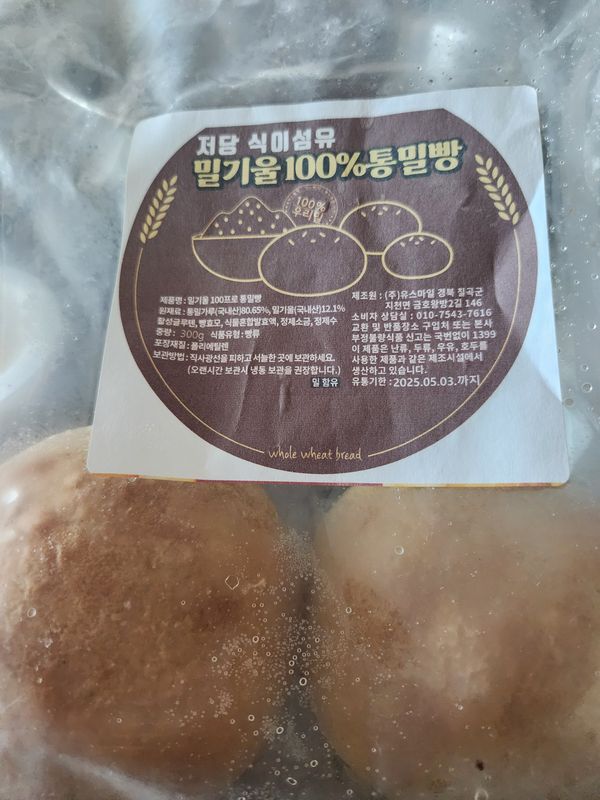 저당 식이섬유
밀기울100%통밀빵
100%
우리밀
제품명 : 밀기울 100프로 통밀빵
원재료 : 통밀가루(국내산)80.65%, 밀기울(국내산)12.1%
활성글루텐, 빵효모, 식물혼합발효액, 정제소금, 정제수
중량 : 300g 식품유형 : 빵류
포장재질 : 폴리에틸렌
보관방법 : 직사광선을 피하고 서늘한 곳에 보관하세요.
(오랜시간 보관시 냉동 보관을 권장합니다.)
밀 함유
제조원 : (주)유스마일 경북 칠곡군
지천면 금호왕방2길 146
소비자 상담실 : 010-7543-7616
교환 및 반품장소 구입처 또는 본사
부정불량식품 신고는 국번없이 1399
이 제품은 난류, 두류, 우유, 호두를
사용한 제품과 같은 제조시설에서
생산하고 있습니다.
유통기한 : 2025.05.03.까지
whole wheat bread